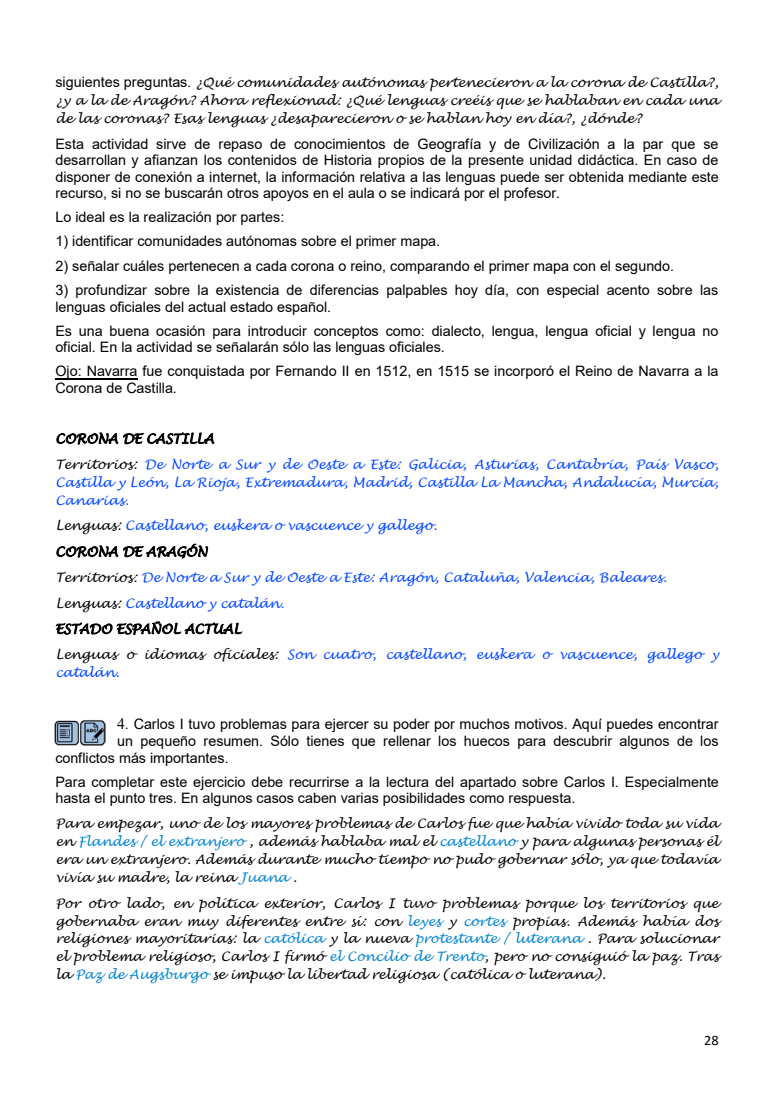 siguientes preguntas. ¿Qué comunidades autónomas pertenecieron a la corona de Castilla?,
¿y a la de Aragón? Ahora reflexionad: ¿Qué lenguas creéis que se hablaban en cada una
de las coronas? Esas lenguas ¿desaparecieron o se hablan hoy en día?, ¿dónde?
Esta actividad sirve de repaso de conocimientos de Geografía y de Civilización a la par que se
desarrollan y afianzan los contenidos de Historia propios de la presente unidad didáctica. En caso de
disponer de conexión a internet, la información relativa a las lenguas puede ser obtenida mediante este
recurso, si no se buscarán otros apoyos en el aula o se indicará por el profesor.
Lo ideal es la realización por partes:
1) identificar comunidades autónomas sobre el primer mapa.
2) señalar cuáles pertenecen a cada corona o reino, comparando el primer mapa con el segundo.
3) profundizar sobre la existencia de diferencias palpables hoy día, con especial acento sobre las
lenguas oficiales del actual estado español.
Es una buena ocasión para introducir conceptos como: dialecto, lengua, lengua oficial y lengua no
oficial. En la actividad se señalarán sólo las lenguas oficiales.
Ojo: Navarra fue conquistada por Fernando II en 1512, en 1515 se incorporó el Reino de Navarra a la
Corona de Castilla.
CORONA DE CASTILLA
Territorios: De Norte a Sur y de Oeste a Este: Galicia, Asturias, Cantabria, País Vasco,
Castilla y León, La Rioja, Extremadura, Madrid, Castilla La Mancha, Andalucía, Murcia,
Canarias.
Lenguas: Castellano, euskera o vascuence y gallego.
CORONA DE ARAGÓN
Territorios: De Norte a Sur y de Oeste a Este: Aragón, Cataluña, Valencia, Baleares.
Lenguas: Castellano y catalán.
ESTADO ESPAÑOL ACTUAL
Lenguas o idiomas oficiales: Son cuatro, castellano, euskera o vascuence, gallego y
catalán.
4. Carlos I tuvo problemas para ejercer su poder por muchos motivos. Aquí puedes encontrar
un pequeño resumen. Sólo tienes que rellenar los huecos para descubrir algunos de los
conflictos más importantes.
Para completar este ejercicio debe recurrirse a la lectura del apartado sobre Carlos I. Especialmente
hasta el punto tres. En algunos casos caben varias posibilidades como respuesta.
Para empezar, uno de los mayores problemas de Carlos fue que había vivido toda su vida
en Flandes / el extranjero , además hablaba mal el castellano y para algunas personas él
era un extranjero. Además durante mucho tiempo no pudo gobernar sólo, ya que todavía
vivía su madre, la reina Juana .
Por otro lado, en política exterior, Carlos I tuvo problemas porque los territorios que
gobernaba eran muy diferentes entre sí: con leyes y cortes propias. Además había dos
religiones mayoritarias: la católica y la nueva protestante / luterana . Para solucionar
el problema religioso, Carlos I firmó el Concilio de Trento, pero no consiguió la paz. Tras
la Paz de Augsburgo se impuso la libertad religiosa (católica o luterana).
28